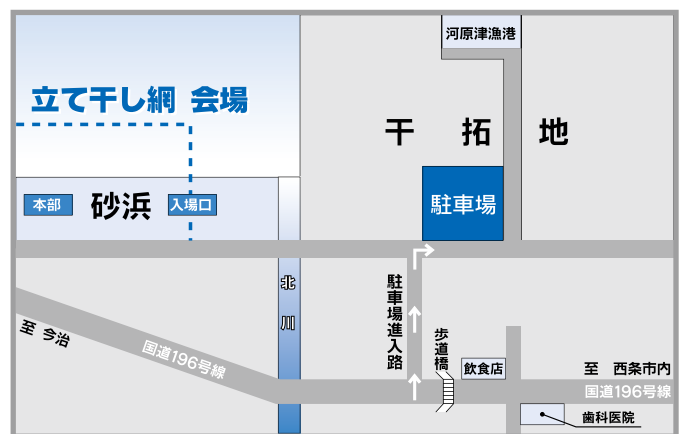 河原津漁港
立て干し網 会場
干 拓 地
本部
砂浜
入場口
駐車場
北川
駐車場進入路
至 今治
国道196号線
歩道橋
飲食店
至 西条市内
国道196号線
歯科医院